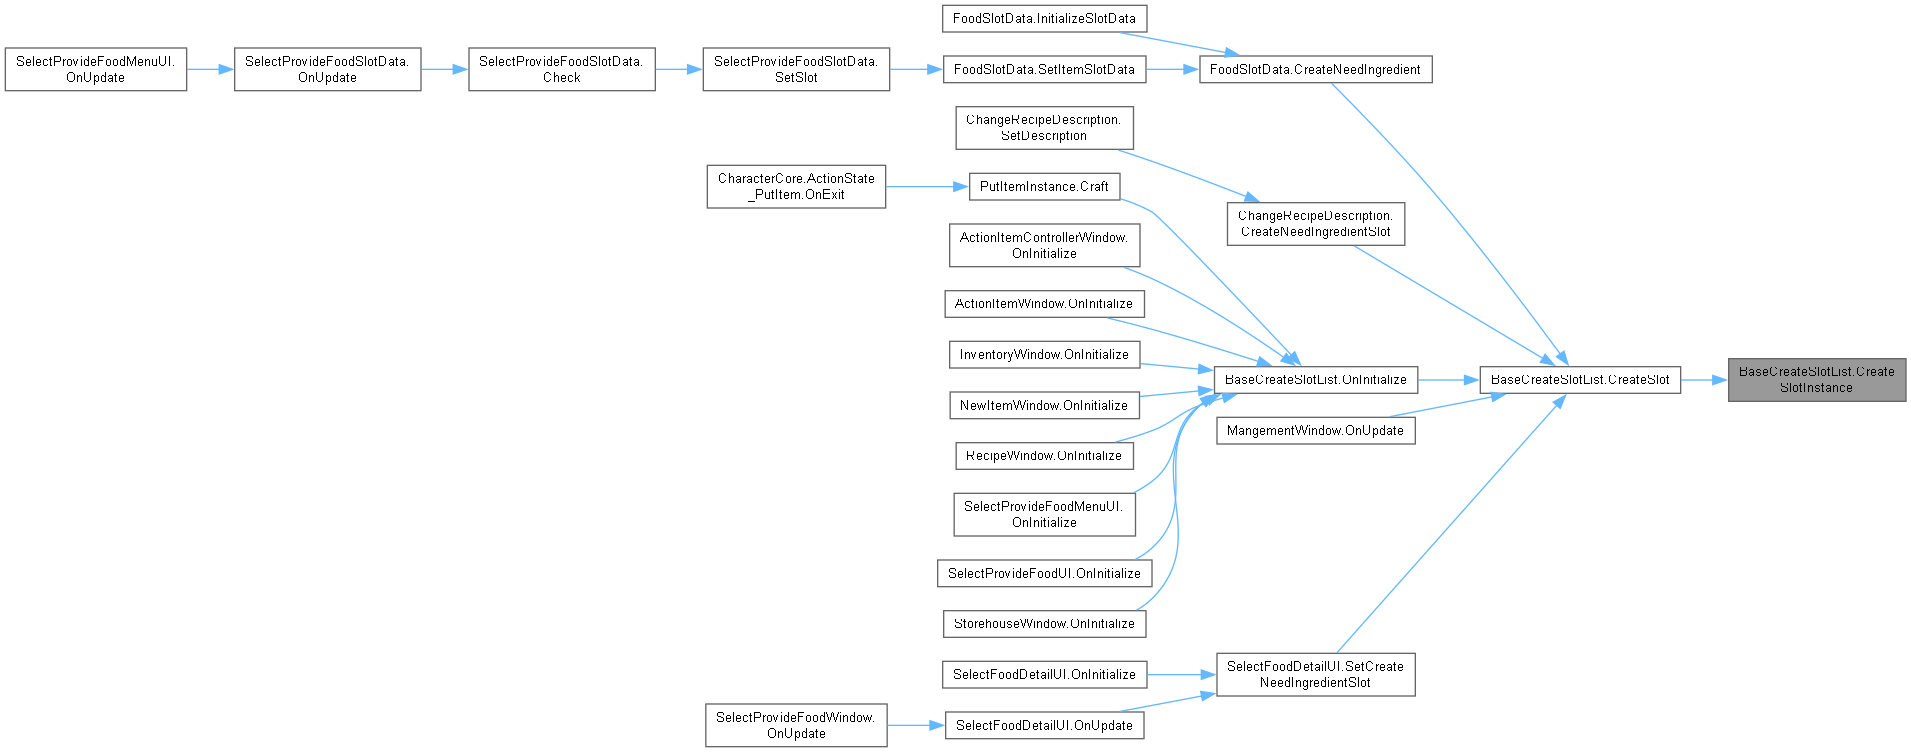 FoodSlotData.InitializeSlotData
SelectProvideFoodMenuUI.
OnUpdate
SelectProvideFoodSlotData.
OnUpdate
SelectProvideFoodSlotData.
Check
SelectProvideFoodSlotData.
SetSlot
FoodSlotData.SetItemSlotData
FoodSlotData.CreateNeedIngredient
ChangeRecipeDescription.
SetDescription
CharacterCore.ActionState
_PutItem.OnExit
PutItemInstance.Craft
ChangeRecipeDescription.
CreateNeedIngredientSlot
ActionItemControllerWindow.
OnInitialize
ActionItemWindow.OnInitialize
InventoryWindow.OnInitialize
BaseCreateSlotList.OnInitialize
BaseCreateSlotList.CreateSlot
BaseCreateSlotList.Create
SlotInstance
NewItemWindow.OnInitialize
MangementWindow.OnUpdate
RecipeWindow.OnInitialize
SelectProvideFoodMenuUI.
OnInitialize
SelectProvideFoodUI.OnInitialize
StorehouseWindow.OnInitialize
SelectFoodDetailUI.OnInitialize
SelectFoodDetailUI.SetCreate
NeedIngredientSlot
SelectProvideFoodWindow.
OnUpdate
SelectFoodDetailUI.OnUpdate